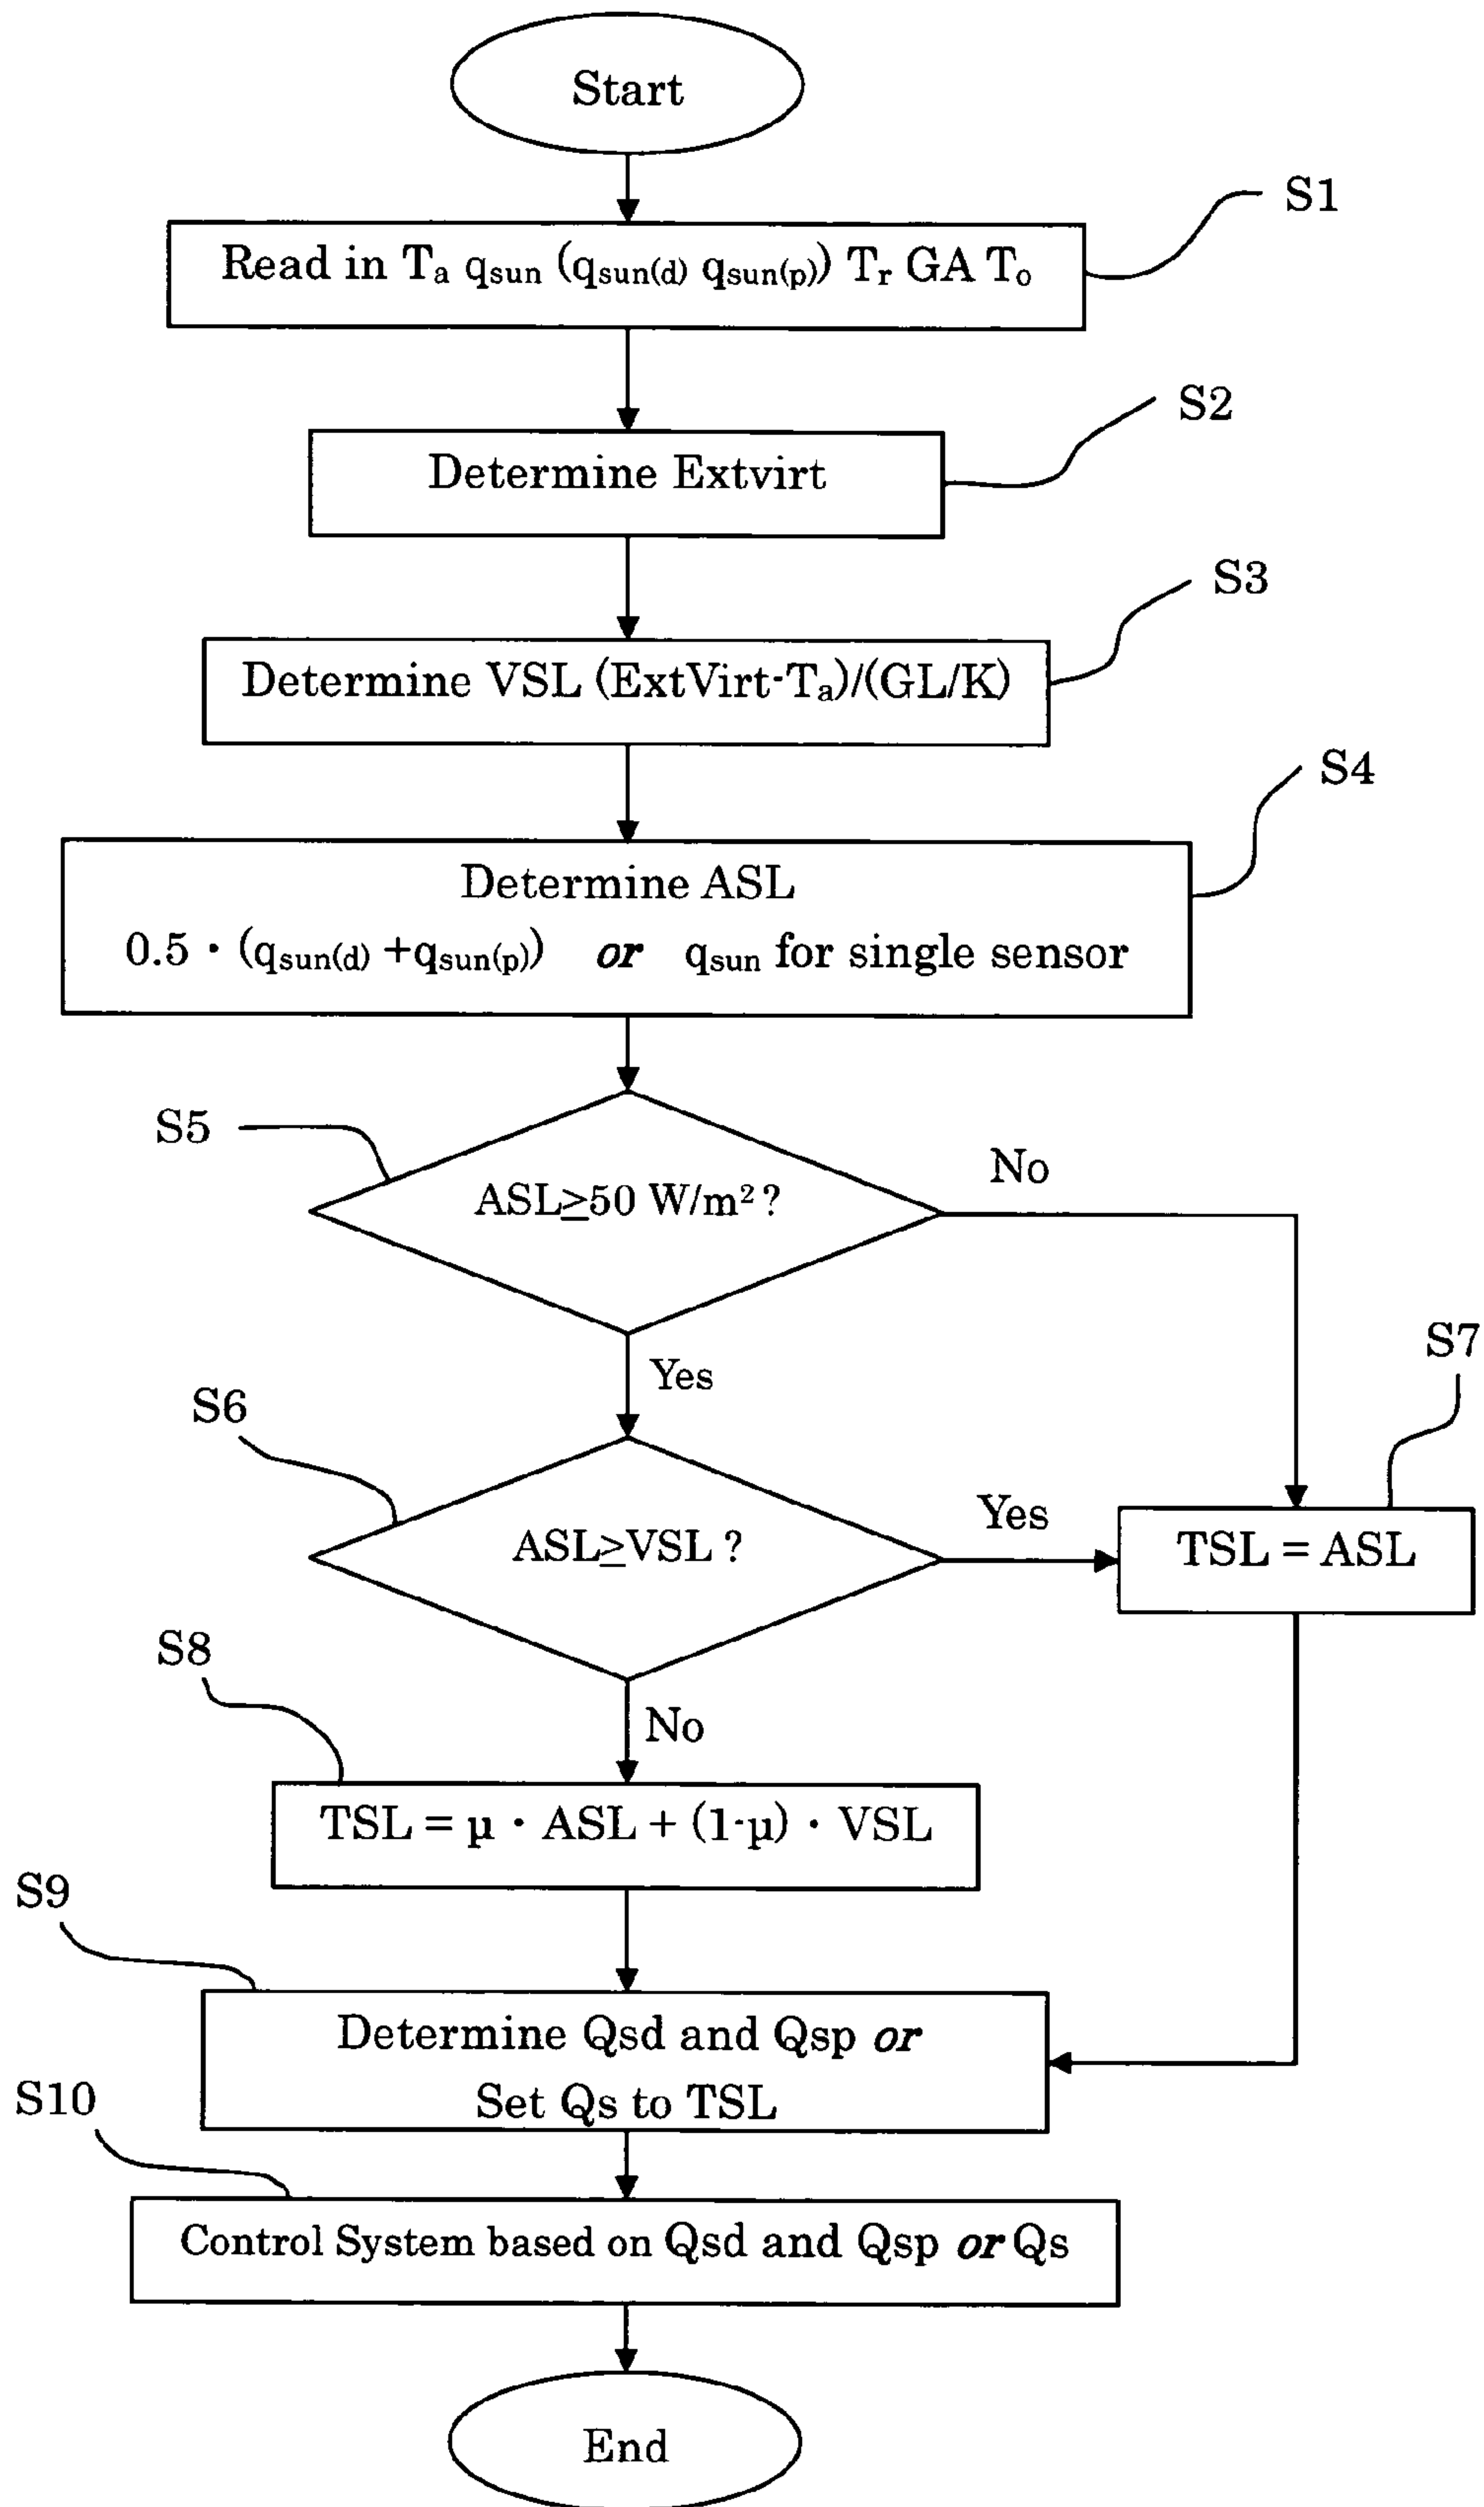 Start
S1
Read in Ta qsun (qsun(d) qsun(p)) Tr GA To
S2
Determine Extvirt
S3
Determine VSL (ExtVirt-Ta)/(GL/K)
S4
Determine ASL
0.5 · (qsun(d) +qsun(p)) or qsun for single sensor
S5
ASL≥50 W/m²?
No
Yes
S7
S6
ASL≥VSL ?
Yes
TSL = ASL
S8
No
TSL = µ · ASL + (1-µ) · VSL
S9
Determine Qsd and Qsp or
Set Qs to TSL
S10
Control System based on Qsd and Qsp or Qs
End